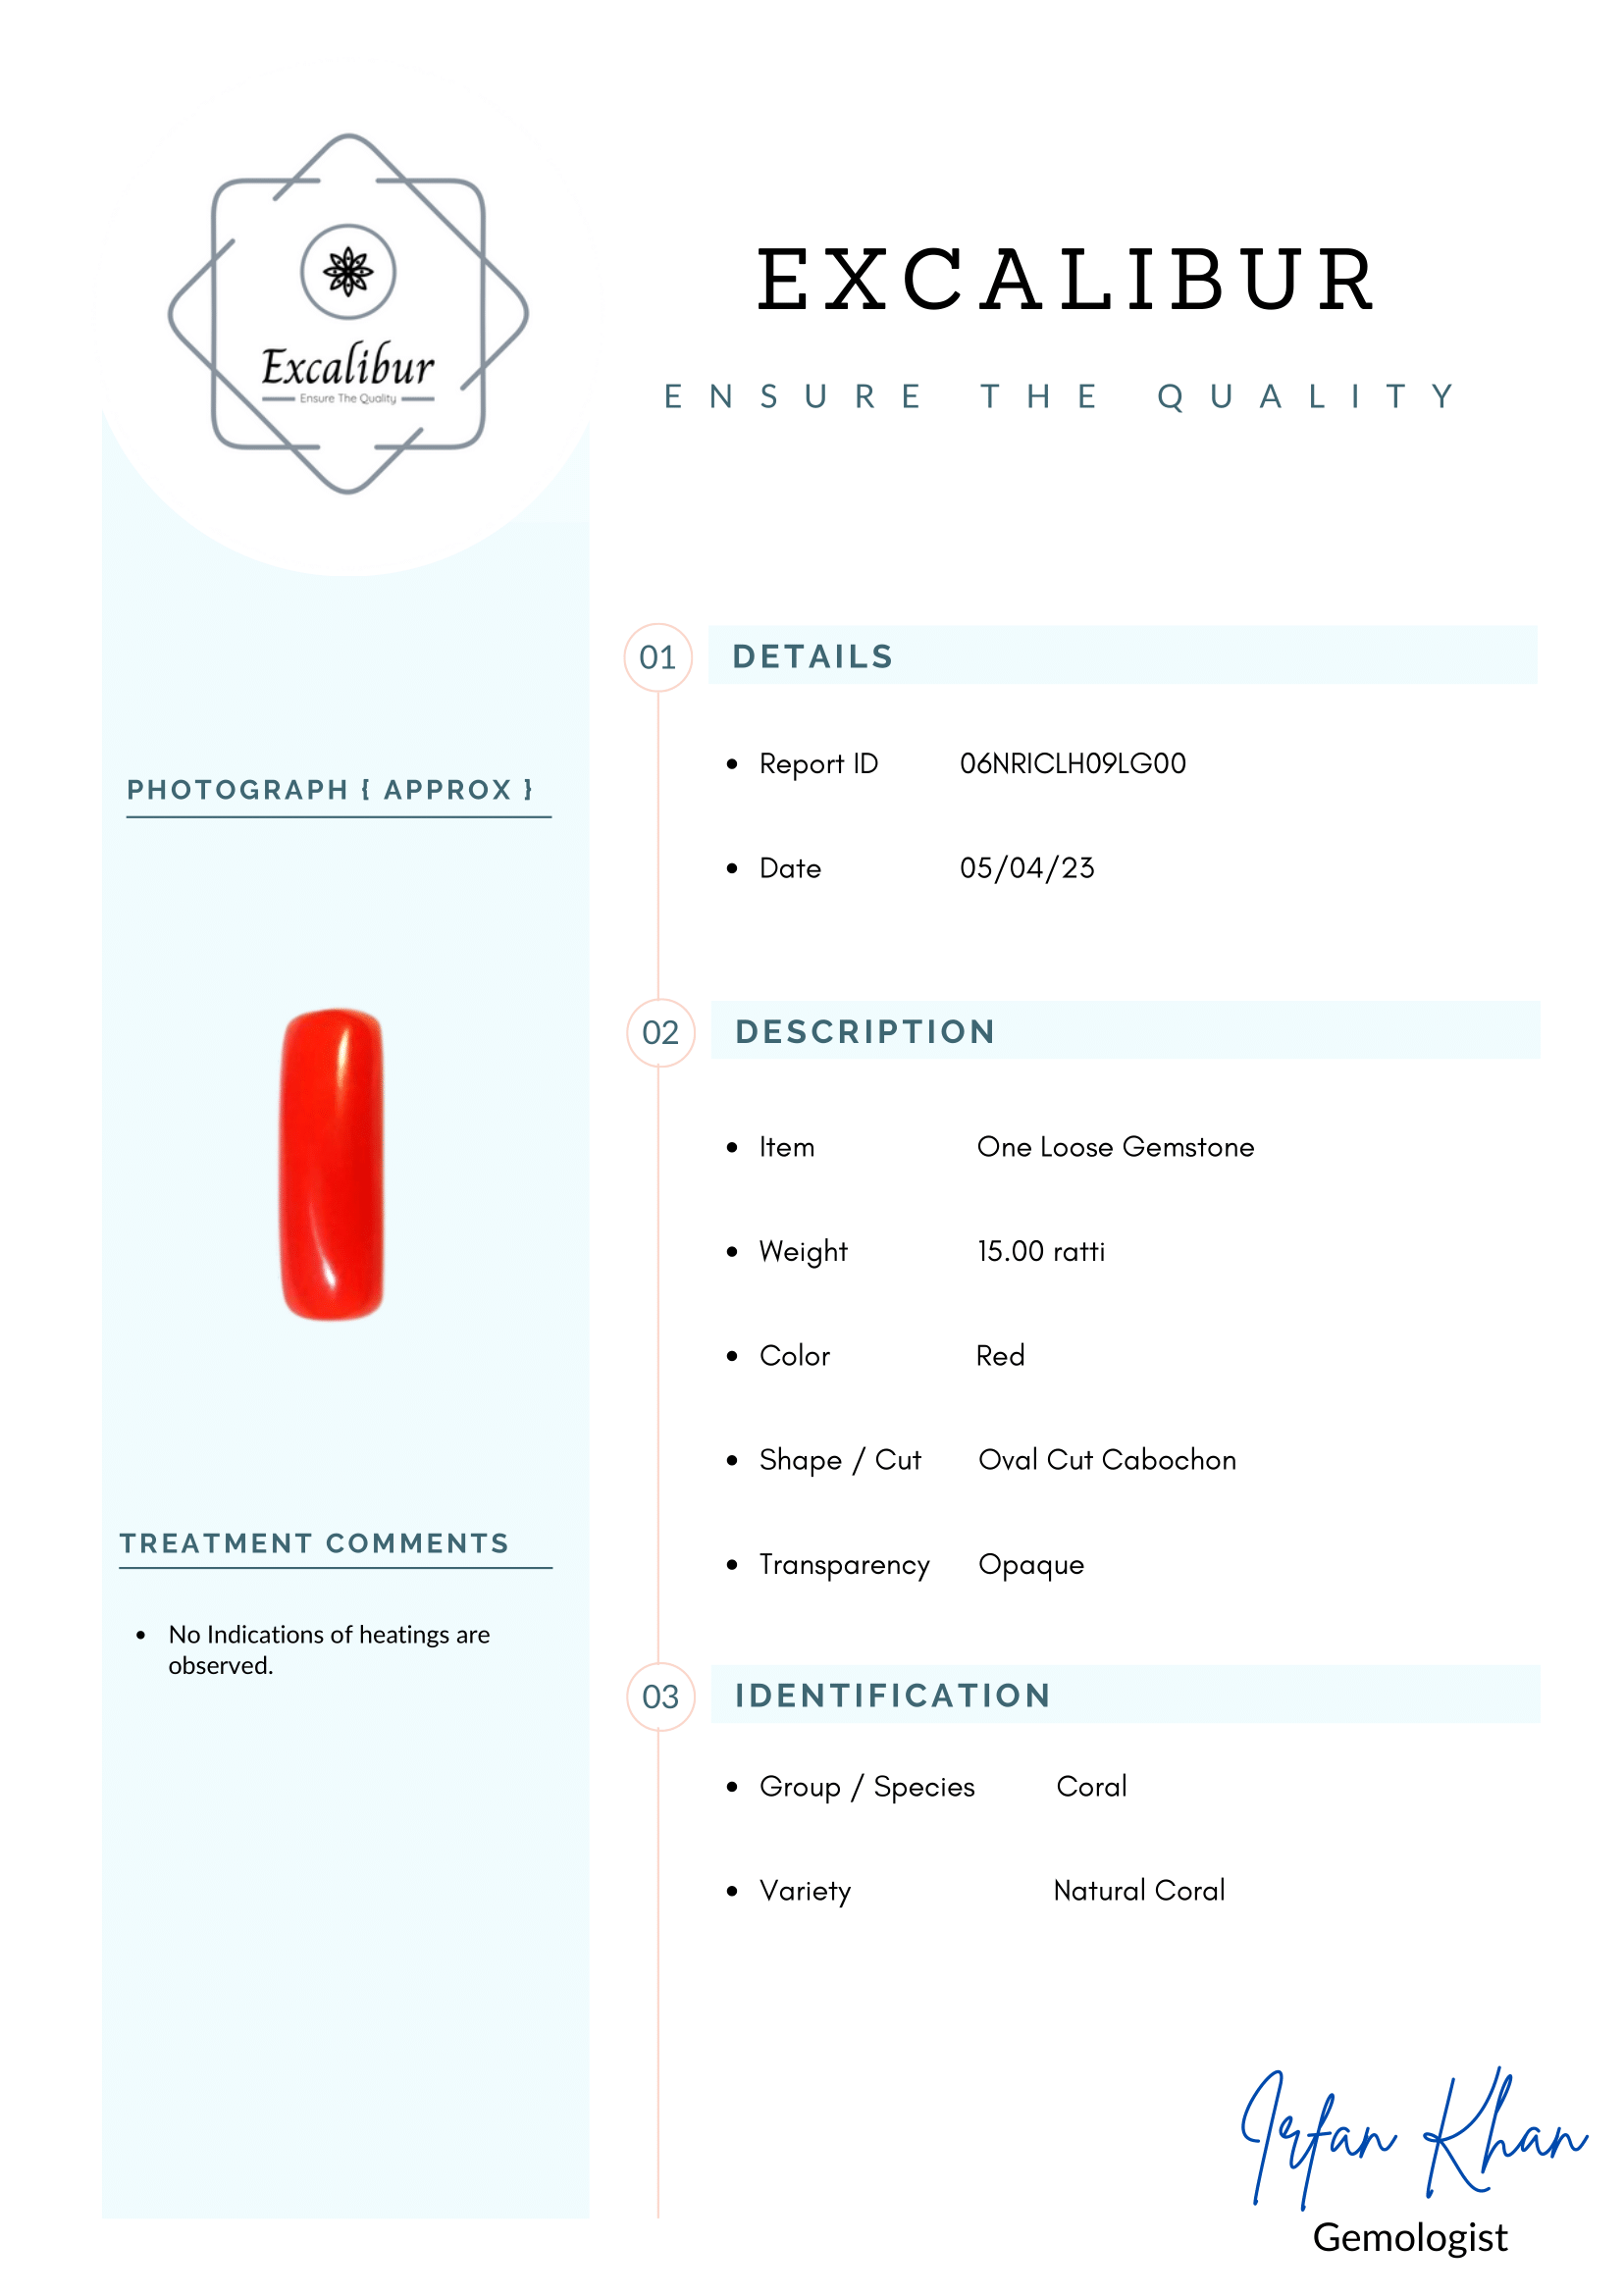 Excalibur
Ensure The Quality
EXCALIBUR
ENSURE THE QUALITY
PHOTOGRAPH { APPROX }
TREATMENT COMMENTS
• No Indications of heatings are
observed.
01 DETAILS
• Report ID 06NRICLH09LG00
• Date 05/04/23
02 DESCRIPTION
• Item One Loose Gemstone
• Weight 15.00 ratti
• Color Red
• Shape / Cut Oval Cut Cabochon
• Transparency Opaque
03 IDENTIFICATION
• Group / Species Coral
• Variety Natural Coral
Irfan Khan
Gemologist